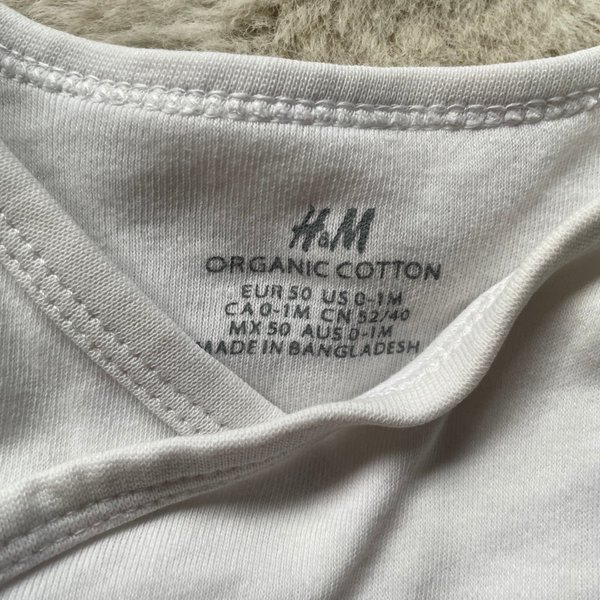 H&M
ORGANIC COTTON
EUR 50 US 0-1M
CA 0-1M CN 52/40
MX 50 AUS 0-1M
MADE IN BANGLADESH